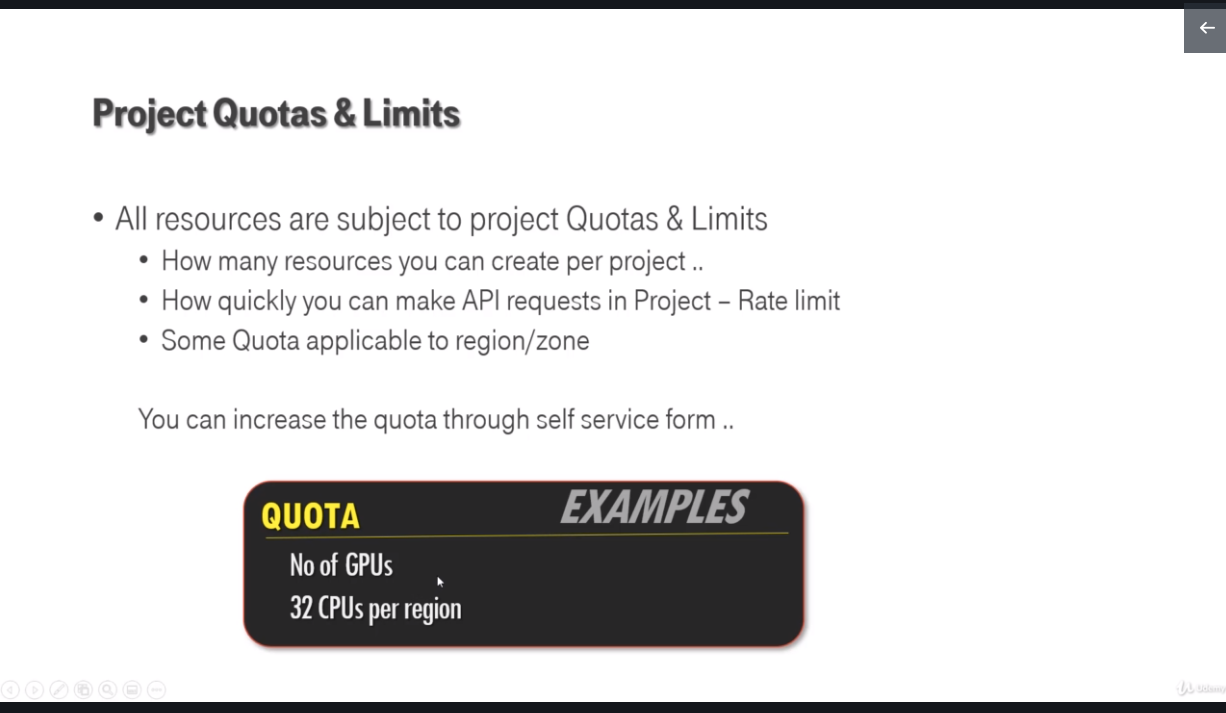 Project Quotas & Limits
• All resources are subject to project Quotas & Limits
• How many resources you can create per project ..
• How quickly you can make API requests in Project – Rate limit
• Some Quota applicable to region/zone
You can increase the quota through self service form ..
QUOTA EXAMPLES
No of GPUs
32 CPUs per region
Udemy